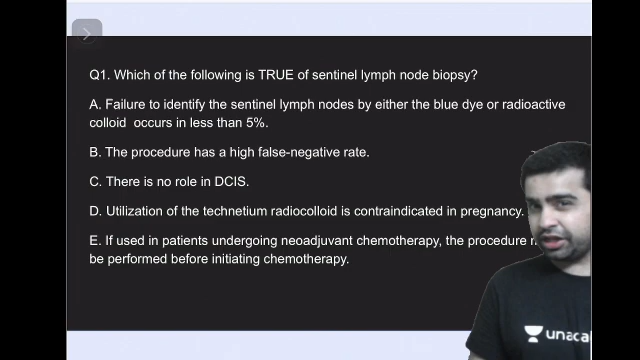 Q1. Which of the following is TRUE of sentinel lymph node biopsy?
A. Failure to identify the sentinel lymph nodes by either the blue dye or radioactive
colloid occurs in less than 5%.
B. The procedure has a high false-negative rate.
C. There is no role in DCIS.
D. Utilization of the technetium radiocolloid is contraindicated in pregnancy.
E. If used in patients undergoing neoadjuvant chemotherapy, the procedure
be performed before initiating chemotherapy.